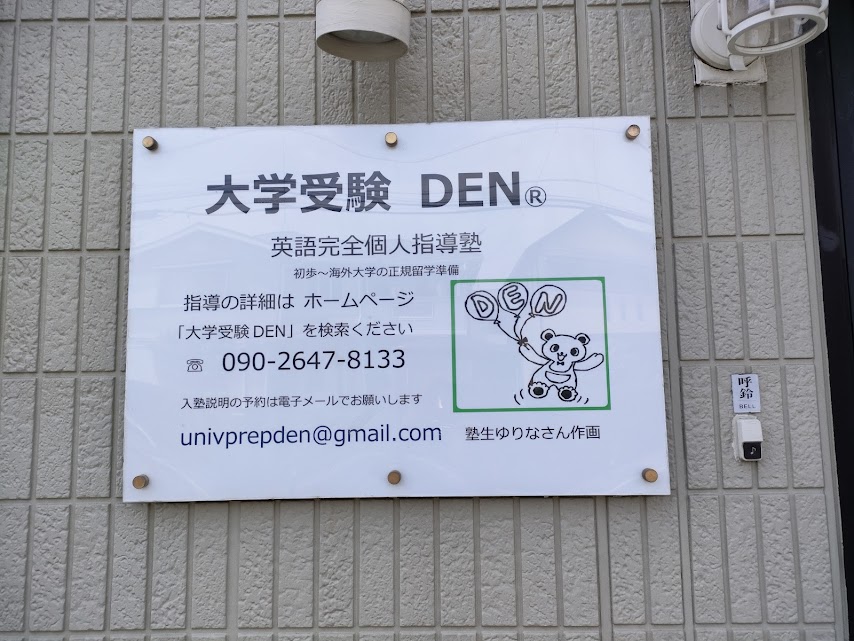 大学受験 DEN®
英語完全個人指導塾
初歩～海外大学の正規留学準備
指導の詳細は ホームページ
「大学受験 DEN」を検索ください
☏ 090-2647-8133
入塾説明の予約は電子メールでお願いします
univprepden@gmail.com
DEN
塾生ゆりなさん作画
呼鈴
BELL
♪